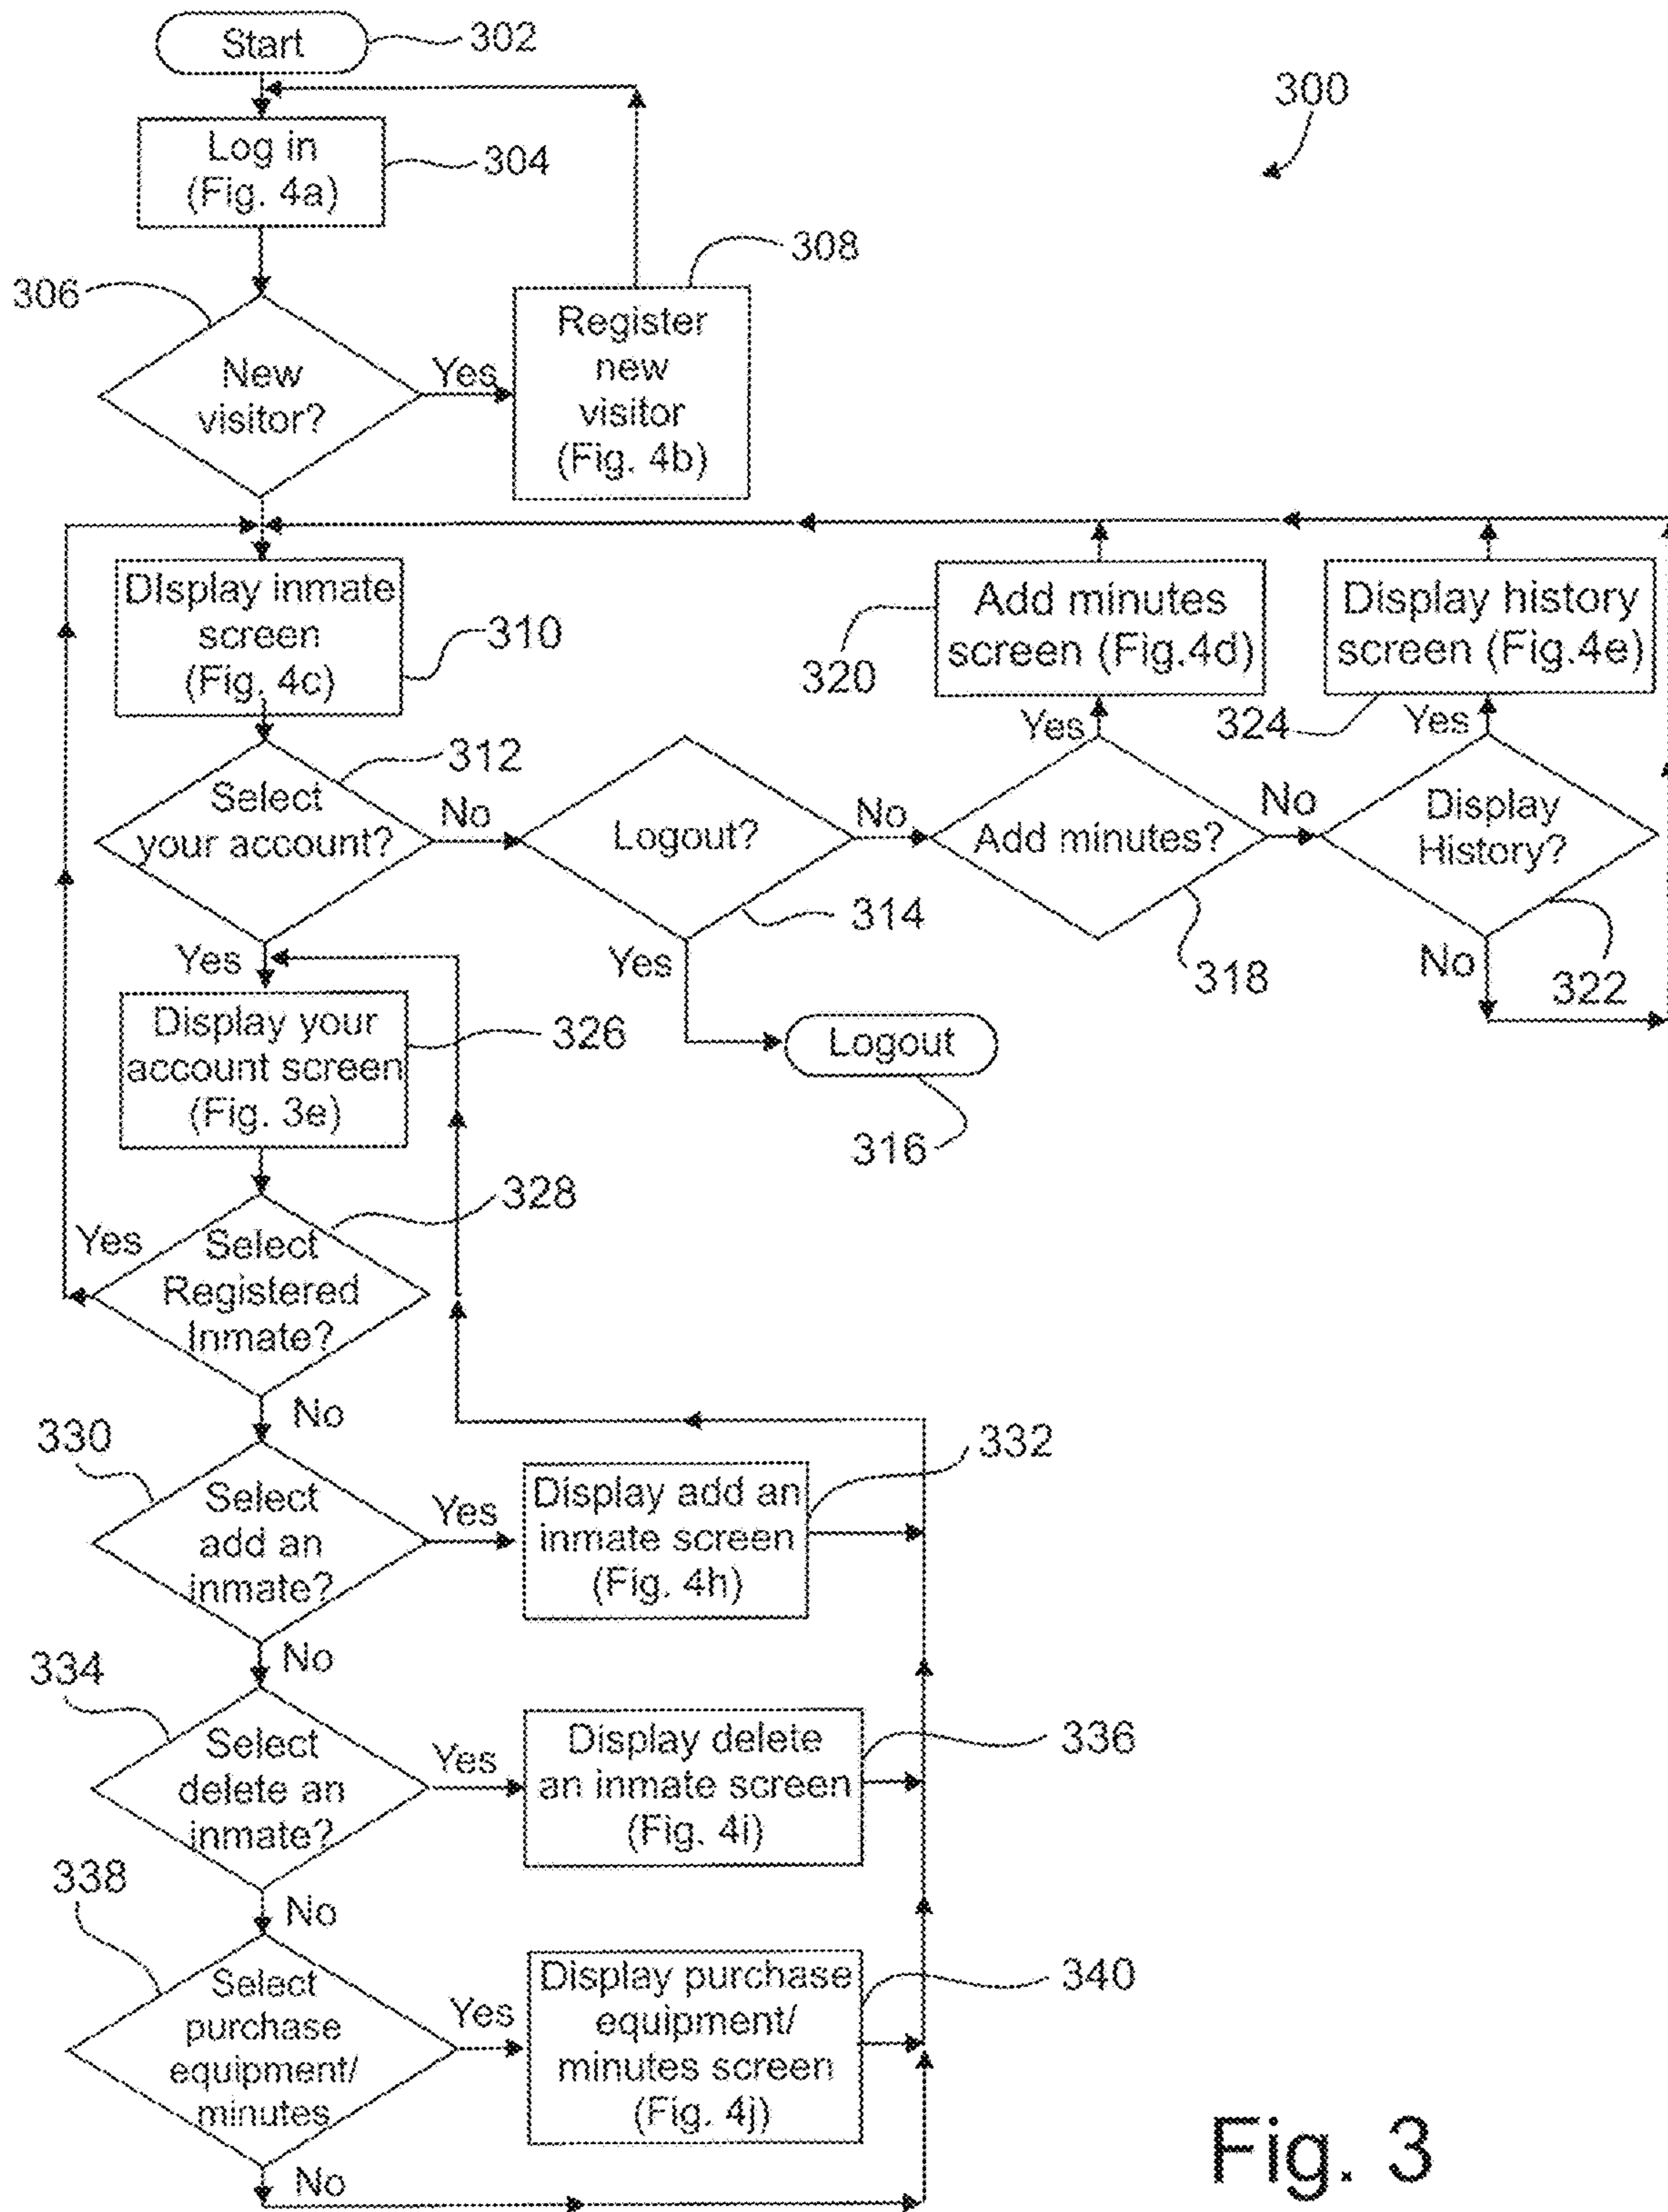 Start
302
300
Log in
(Fig. 4a)
304
306
New
visitor?
Yes
308
Register
new
visitor
(Fig. 4b)
DIsplay inmate
screen
(Fig. 4c)
310
320
Add minutes
screen (Fig.4d)
Display history
screen (Fig.4e)
324
Yes
Yes
312
Select
your account?
No
Logout?
No
Add minutes?
No
Display
History?
314
318
322
Yes
Yes
No
Display your
account screen
(Fig. 3e)
326
Logout
316
328
Yes
Select
Registered
Inmate?
No
330
Select
add an
inmate?
Yes
Display add an
inmate screen
(Fig. 4h)
332
No
334
Select
delete an
inmate?
Yes
Display delete
an inmate screen
(Fig. 4i)
336
No
338
Select
purchase
equipment/
minutes
Yes
Display purchase
equipment/
minutes screen
(Fig. 4j)
340
No
Fig. 3